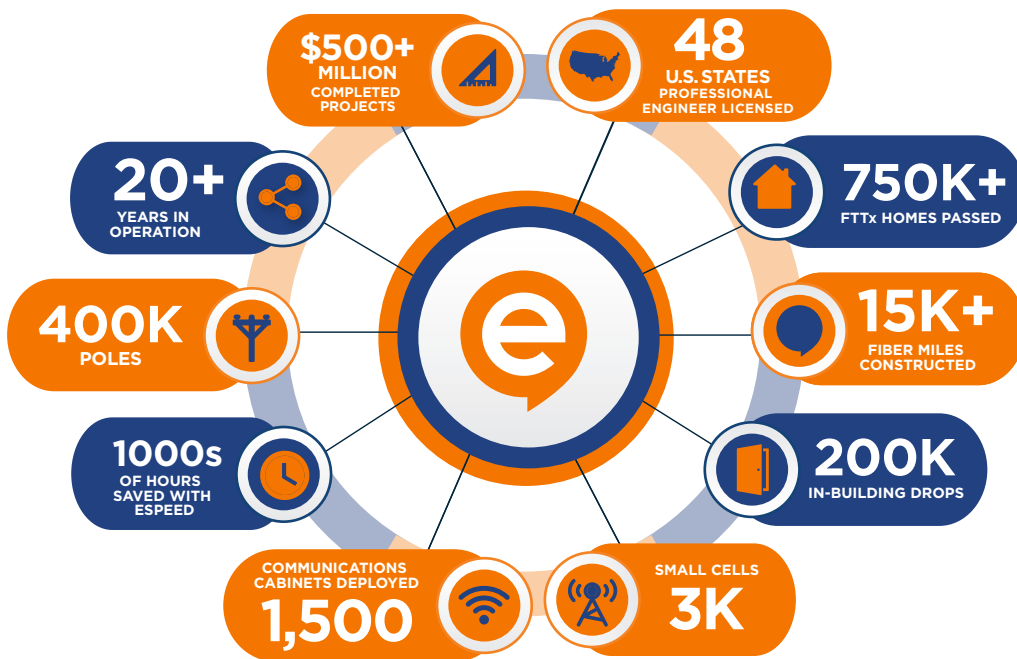 $500+
MILLION
COMPLETED
PROJECTS
48
U.S. STATES
PROFESSIONAL
ENGINEER LICENSED
20+
YEARS IN
OPERATION
750K+
FTTx HOMES PASSED
400K
POLES
15K+
FIBER MILES
CONSTRUCTED
e
1000s
OF HOURS
SAVED WITH
ESPEED
200K
IN-BUILDING DROPS
COMMUNICATIONS
CABINETS DEPLOYED
1,500
SMALL CELLS
3K